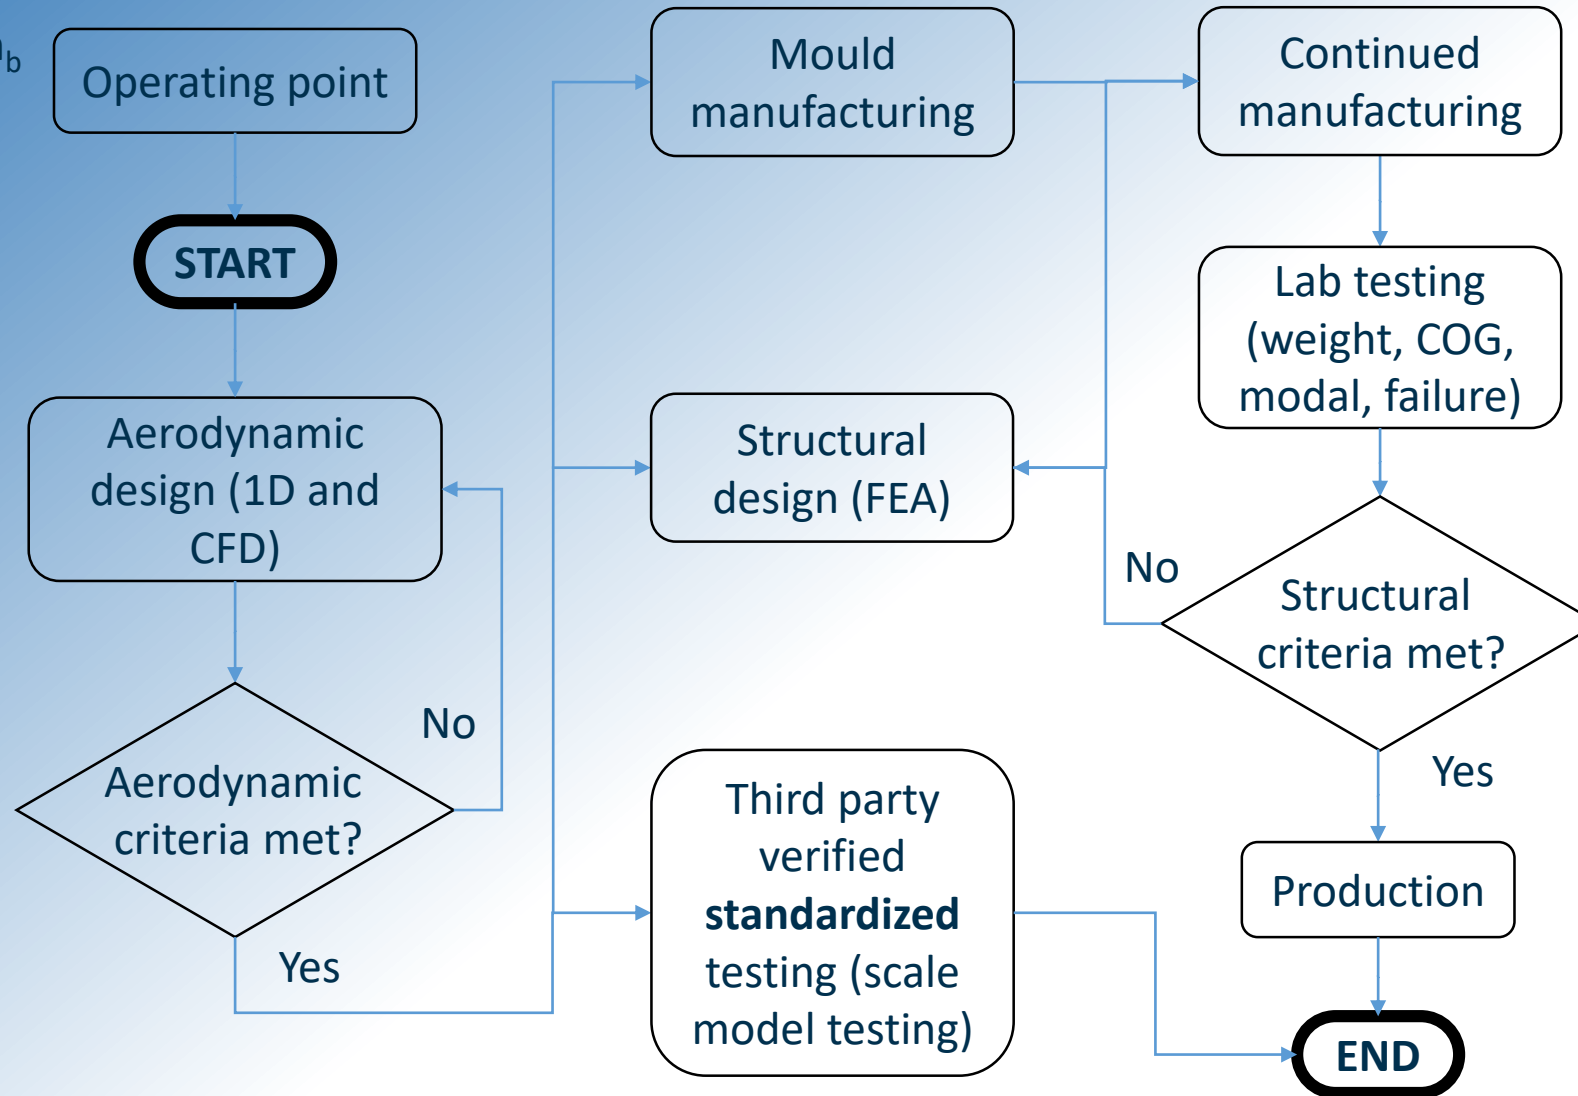 Operating point
START
Aerodynamic
design (1D and
CFD)
No
Aerodynamic
criteria met?
Yes
Mould
manufacturing
Structural
design (FEA)
Third party
verified
standardized
testing (scale
model testing)
Continued
manufacturing
Lab testing
(weight, COG,
modal, failure)
No
Structural
criteria met?
Yes
Production
END